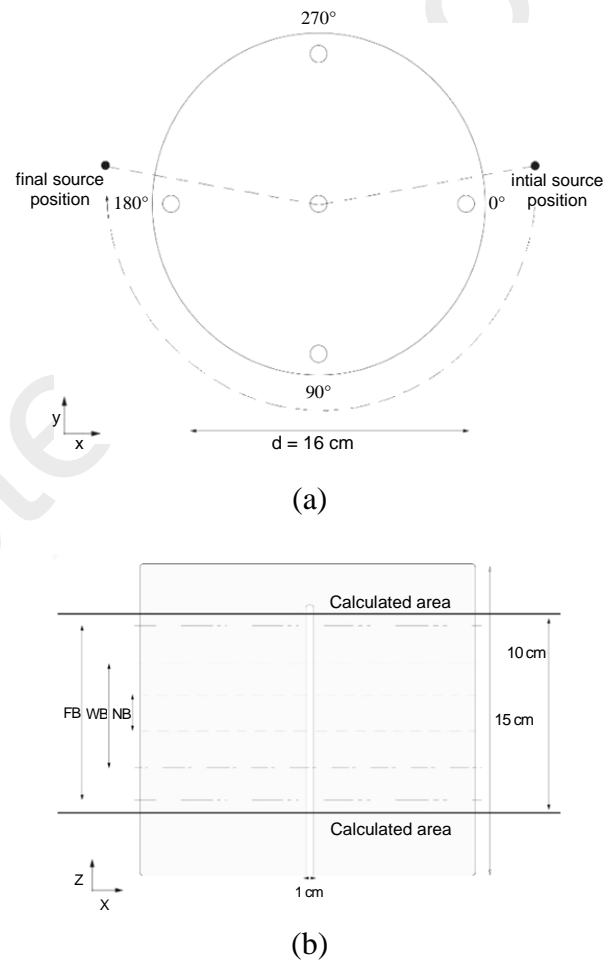 270°
final source
position
180°
0°
intial source
position
90°
y
x
d = 16 cm
(a)
Calculated area
10 cm
FB
WB
NB
15 cm
Calculated area
Z
X
1 cm
(b)